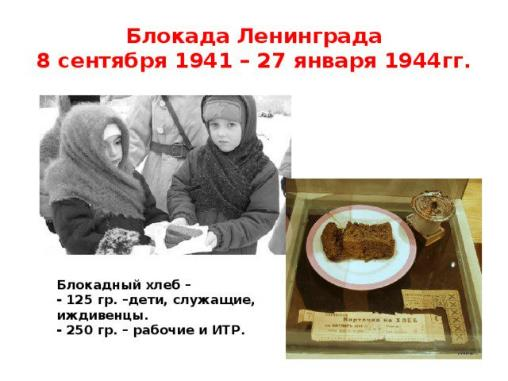 Блокада Ленинграда
8 сентября 1941 – 27 января 1944гг.
Блокадный хлеб –
- 125 гр. –дети, служащие,
иждивенцы.
- 250 гр. – рабочие и ИТР.
Карточка на ХЛЕБ